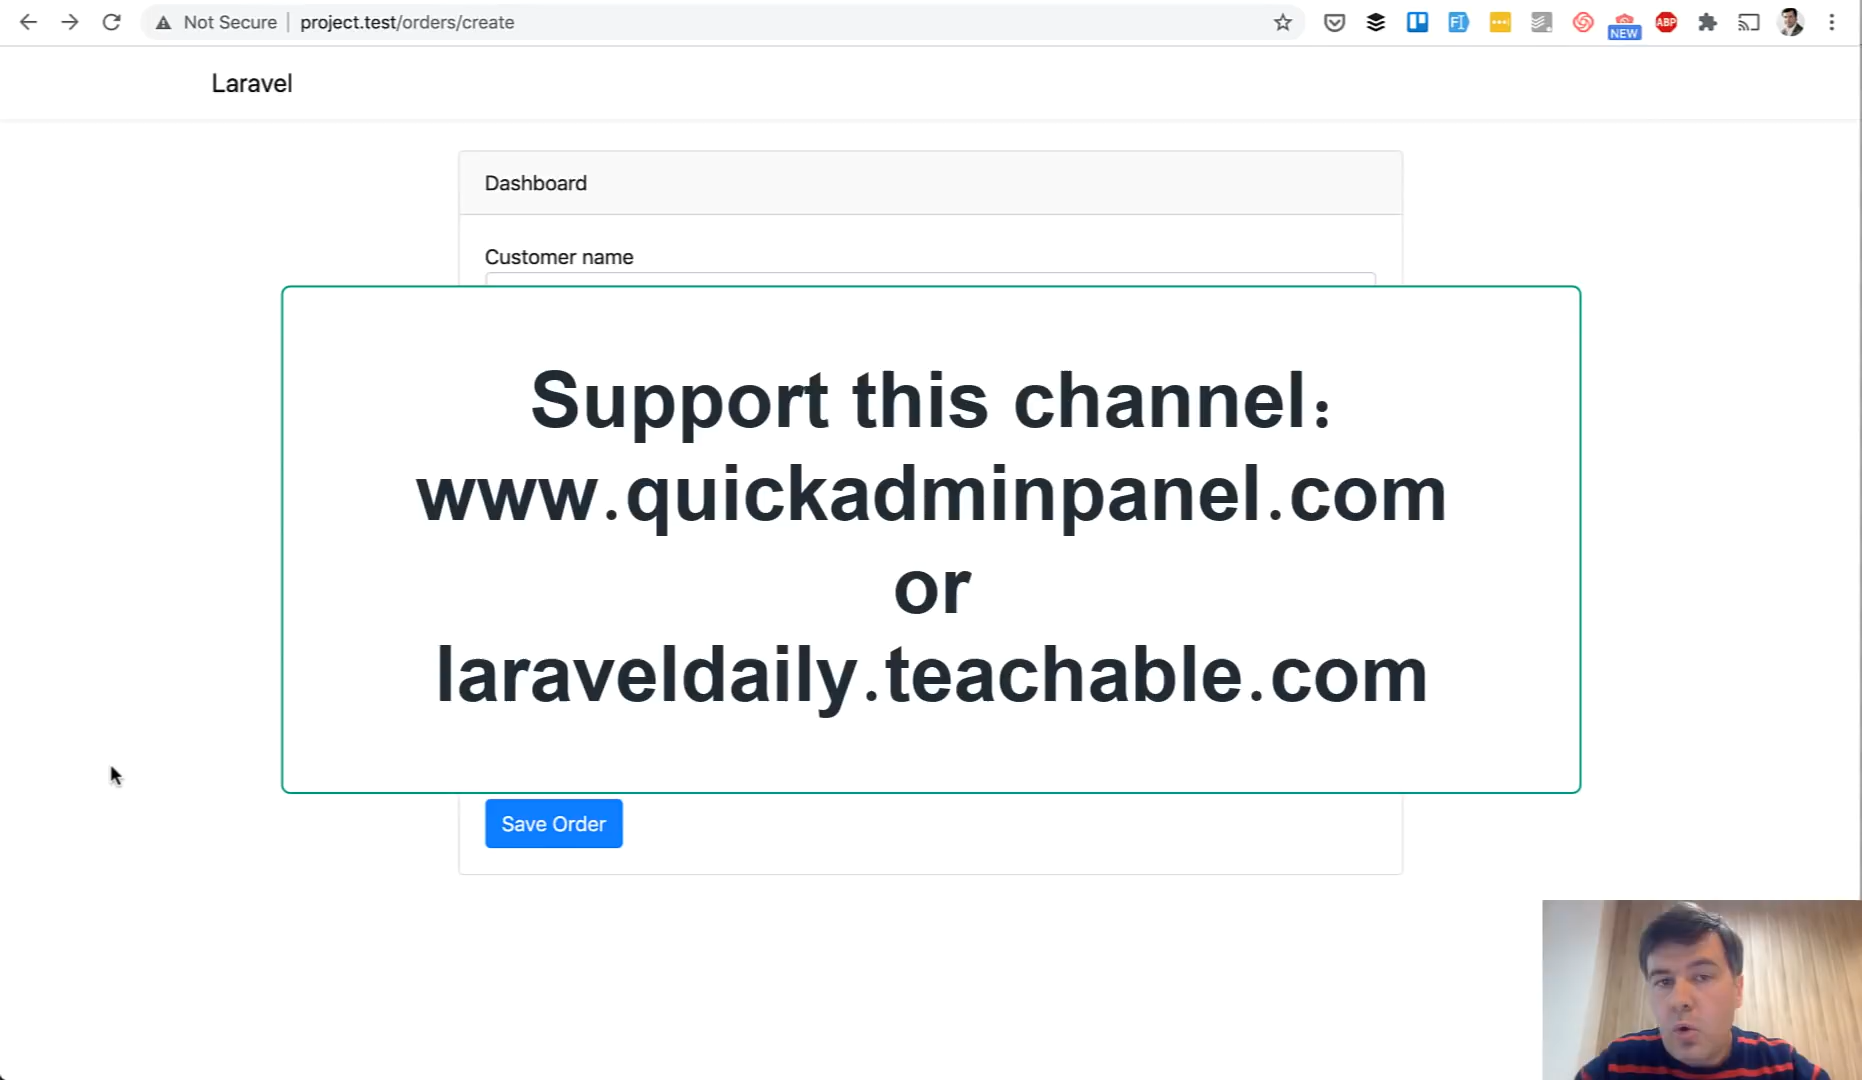 Not Secure | project.test/orders/create
NEW
ABP
Laravel
Dashboard
Customer name
Support this channel:
www.quickadminpanel.com
or
laraveldaily.teachable.com
Save Order